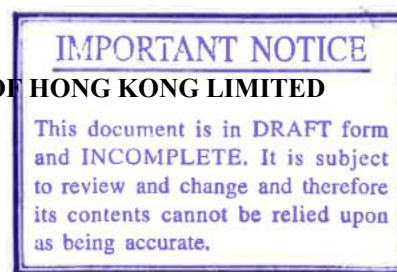 IMPORTANT NOTICE
OF HONG KONG LIMITED
This document is in DRAFT form
and INCOMPLETE. It is subject
to review and change and therefore
its contents cannot be relied upon
as being accurate.